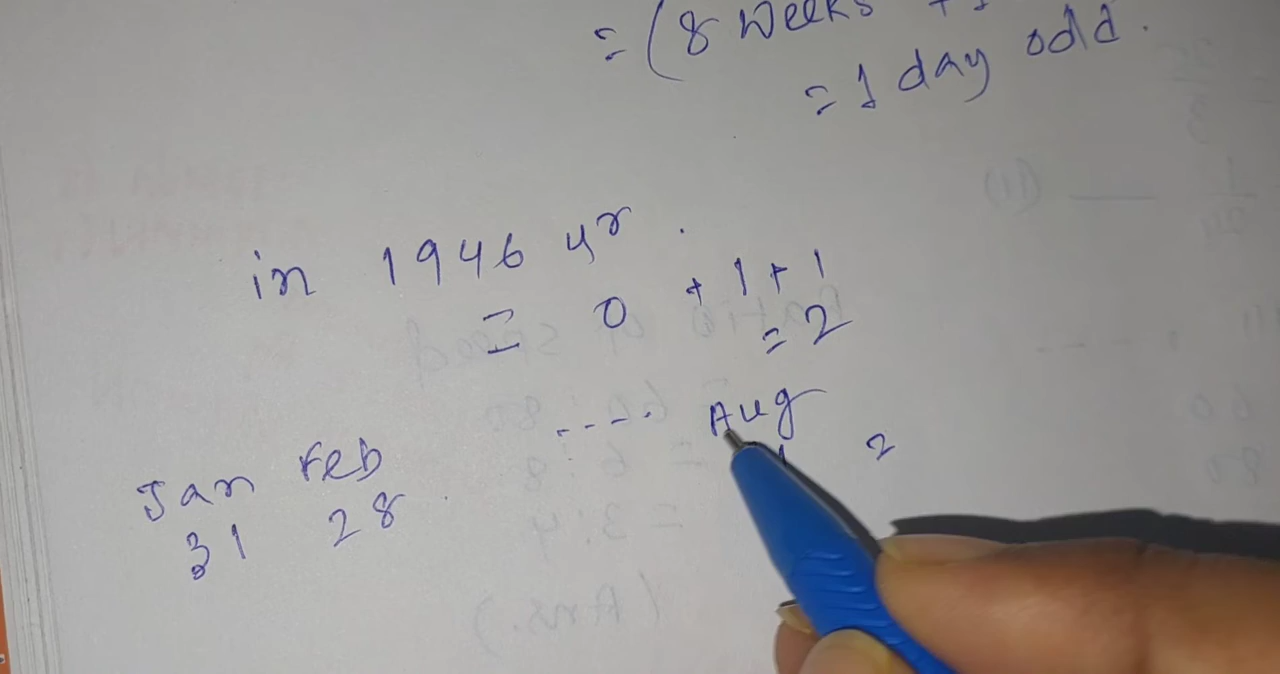 = (8 weeks +
= 1 day odd.
in 1946 yr.
= 0 + 1 + 1
= 2
Jan Feb ---- Aug
31 28 2